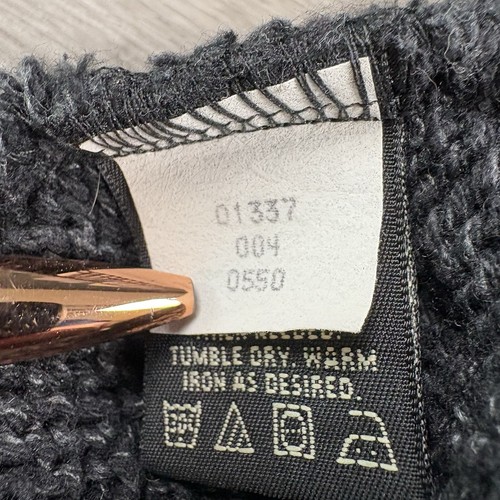 01337
004
0550
TUMBLE DRY, WARM
IRON AS DESIRED.